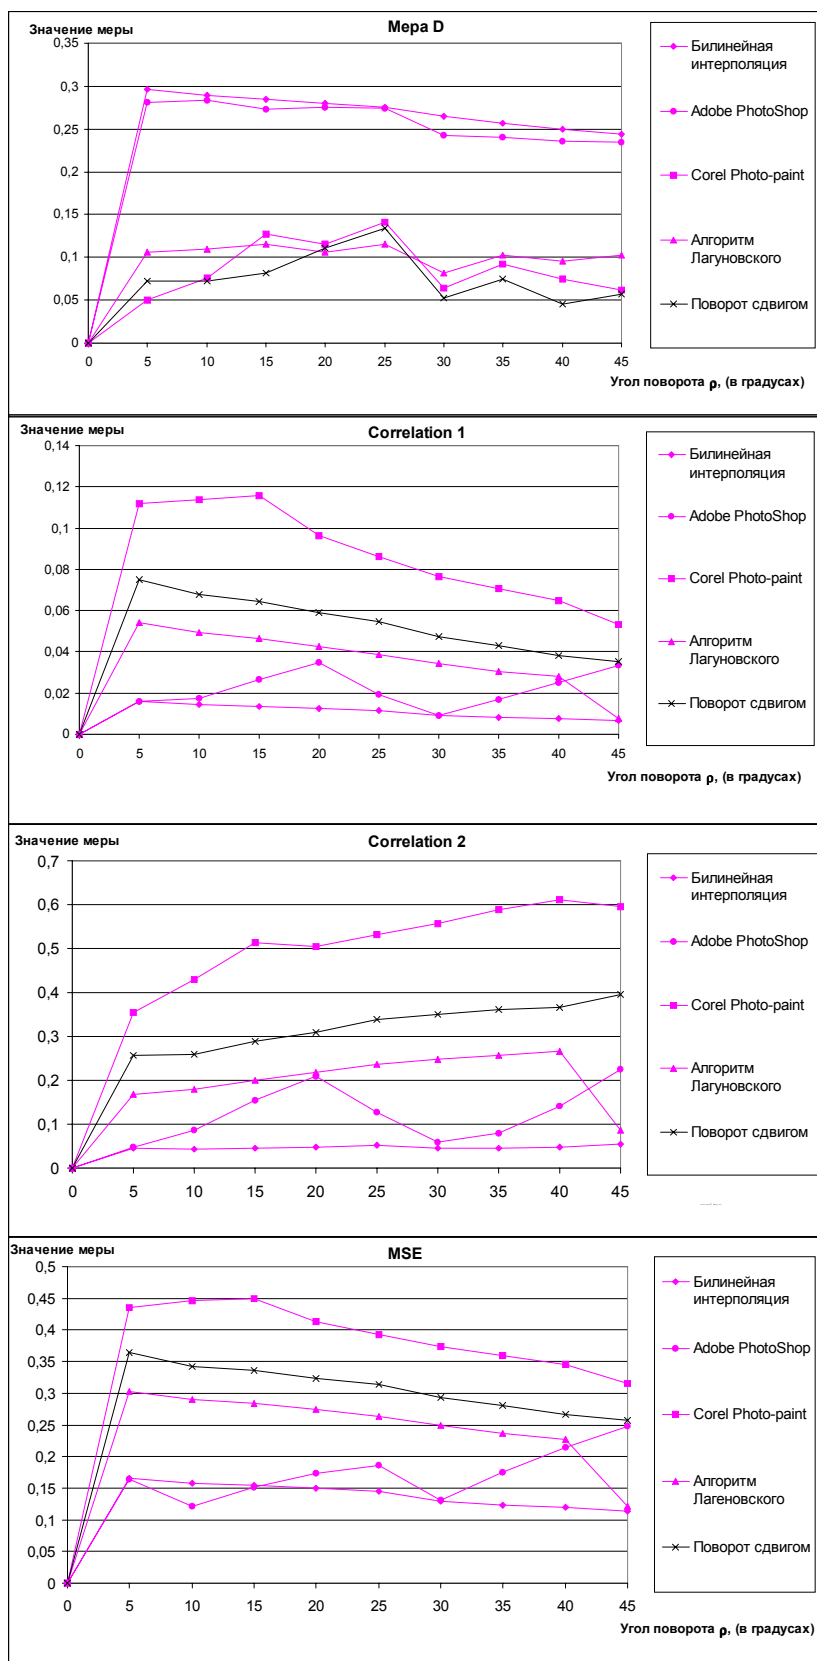 Значение меры
Мера D
0,35
0,3
0,25
0,2
0,15
0,1
0,05
0
0 5 10 15 20 25 30 35 40 45
Угол поворота ρ, (в градусах)
Билинейная
интерполяция
Adobe PhotoShop
Corel Photo-paint
Алгоритм
Лагуновского
Поворот сдвигом
Значение меры
Correlation 1
0,14
0,12
0,1
0,08
0,06
0,04
0,02
0
0 5 10 15 20 25 30 35 40 45
Угол поворота ρ, (в градусах)
Билинейная
интерполяция
Adobe PhotoShop
Corel Photo-paint
Алгоритм
Лагуновского
Поворот сдвигом
Значение меры
Correlation 2
0,7
0,6
0,5
0,4
0,3
0,2
0,1
0
0 5 10 15 20 25 30 35 40 45
Билинейная
интерполяция
Adobe PhotoShop
Corel Photo-paint
Алгоритм
Лагуновского
Поворот сдвигом
Значение меры
MSE
0,5
0,45
0,4
0,35
0,3
0,25
0,2
0,15
0,1
0,05
0
0 5 10 15 20 25 30 35 40 45
Угол поворота ρ, (в градусах)
Билинейная
интерполяция
Adobe PhotoShop
Corel Photo-paint
Алгоритм
Лагеновского
Поворот сдвигом